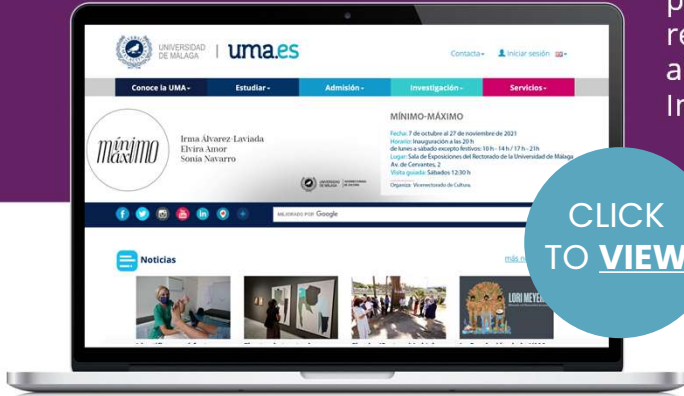 UNIVERSIDAD
DE MÁLAGA
uma.es
Contacta
Iniciar sesión
Conoce la UMA
Estudiar
Admisión
Investigación
Servicios
mínimo
máximo
Irma Álvarez-Laviada
Elvira Amor
Sonia Navarro
MÍNIMO-MÁXIMO
Fecha: 7 de octubre al 27 de noviembre de 2021
Horario: Inauguración a las 20 h
de lunes a sábado excepto festivos: 10 h - 14 h / 17 h - 21h
Lugar: Sala de Exposiciones del Rectorado de la Universidad de Málaga
Av. de Cervantes, 2
Visita guiada: Sábados 12:30 h
Organiza: Vicerrectorado de Cultura.
MEJORADO POR Google
Noticias
LORI MEYERS
CLICK
TO VIEW